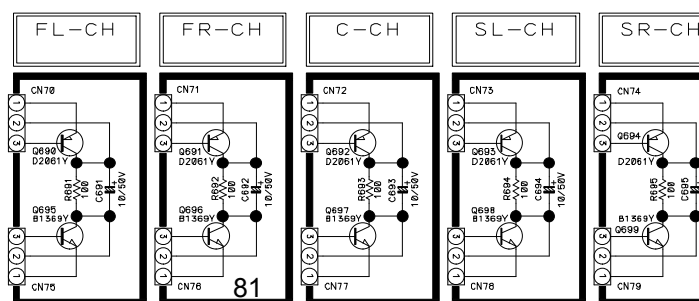 FL-CH
FR-CH
C-CH
SL-CH
SR-CH
CN70
1
2
3
Q690
D2061Y
R691
100
C691
+
10/50V
Q695
B1369Y
3
2
1
CN75
CN71
1
2
3
Q691
D2061Y
R692
100
C692
+
10/50V
Q696
B1369Y
3
2
1
CN76
81
CN72
1
2
3
Q692
D2061Y
R693
100
C693
+
10/50V
Q697
B1369Y
3
2
1
CN77
CN73
1
2
3
Q693
D2061Y
R694
100
C694
+
10/50V
Q698
B1369Y
3
2
1
CN78
CN74
1
2
3
Q694
D2061Y
R695
100
C695
B1369Y
Q699
3
2
1
CN79